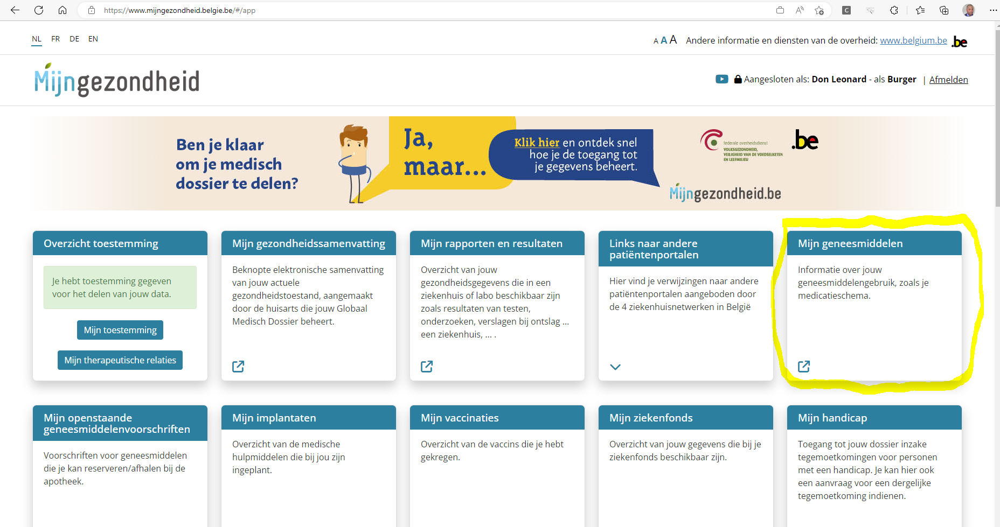 https://www.mijngezondheid.belgie.be/#/app
NL FR DE EN
A A A Andere informatie en diensten van de overheid: www.belgium.be .be
Mijngezondheid
Aangesloten als: Don Leonard - als Burger | Afmelden
Ben je klaar
om je medisch
dossier te delen?
Ja,
maar...
Klik hier en ontdek snel
hoe je de toegang tot
je gegevens beheert.
federale overheidsdienst
VOLKSGEZONDHEID,
VEILIGHEID VAN DE VOEDSELKETEN
EN LEEFMILIEU
.be
Mijngezondheid.be
Overzicht toestemming
Je hebt toestemming gegeven
voor het delen van jouw data.
Mijn toestemming
Mijn therapeutische relaties
Mijn gezondheidssamenvatting
Beknopte elektronische samenvatting
van jouw actuele
gezondheidstoestand, aangemaakt
door de huisarts die jouw Globaal
Medisch Dossier beheert.
Mijn rapporten en resultaten
Overzicht van jouw
gezondheidsgegevens die in een
ziekenhuis of labo beschikbaar zijn
zoals resultaten van testen,
onderzoeken, verslagen bij ontslag ...
een ziekenhuis, ... .
Links naar andere
patiëntenportalen
Hier vind je verwijzingen naar andere
patiëntenportalen aangeboden door
de 4 ziekenhuisnetwerken in België
Mijn geneesmiddelen
Informatie over jouw
geneesmiddelengebruik, zoals je
medicatieschema.
Mijn openstaande
geneesmiddelenvoorschriften
Voorschriften voor geneesmiddelen
die je kan reserveren/afhalen bij de
apotheek.
Mijn implantaten
Overzicht van de medische
hulpmiddelen die bij jou zijn
ingeplant.
Mijn vaccinaties
Overzicht van de vaccins die je hebt
gekregen.
Mijn ziekenfonds
Overzicht van jouw gegevens die bij je
ziekenfonds beschikbaar zijn.
Mijn handicap
Toegang tot jouw dossier inzake
tegemoetkomingen voor personen
met een handicap. Je kan hier ook
een aanvraag voor een dergelijke
tegemoetkoming indienen.